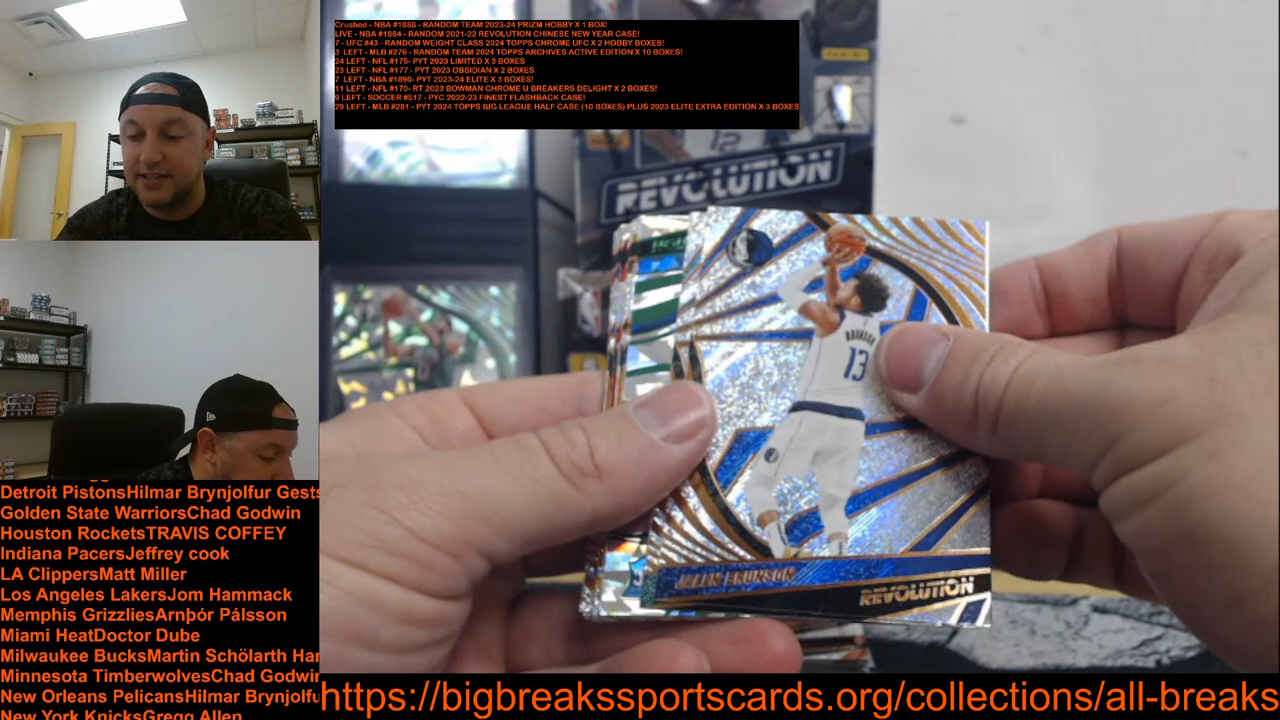 Crushed - NBA #1888 - RANDOM TEAM 2023-24 PRIZM HOBBY X 1 BOX!
LIVE - NBA #1884 - RANDOM 2021-22 REVOLUTION CHINESE NEW YEAR CASE!
7 - UFC #43 - RANDOM WEIGHT CLASS 2024 TOPPS CHROME UFC X 2 HOBBY BOXES!
3 LEFT - MLB #276 - RANDOM TEAM 2024 TOPPS ARCHIVES ACTIVE EDITION X 10 BOXES!
24 LEFT - NFL #175- PYT 2023 LIMITED X 3 BOXES
23 LEFT - NFL #177 - PYT 2023 OBSIDIAN X 2 BOXES
7 LEFT - NBA #1890- PYT 2023-24 ELITE X 3 BOXES!
11 LEFT - NFL #170- RT 2023 BOWMAN CHROME U BREAKERS DELIGHT X 2 BOXES!
9 LEFT - SOCCER #517 - PYC 2022-23 FINEST FLASHBACK CASE!
29 LEFT - MLB #281 - PYT 2024 TOPPS BIG LEAGUE HALF CASE (10 BOXES) PLUS 2023 ELITE EXTRA EDITION X 3 BOXES
REVOLUTION
BRUNSON
13
JALEN BRUNSON
REVOLUTION
Detroit PistonsHilmar Brynjolfur Gests
Golden State WarriorsChad Godwin
Houston RocketsTRAVIS COFFEY
Indiana PacersJeffrey cook
LA ClippersMatt Miller
Los Angeles LakersJom Hammack
Memphis GrizzliesArnþór Pálsson
Miami HeatDoctor Dube
Milwaukee BucksMartin Schölarth Har
Minnesota TimberwolvesChad Godwin
New Orleans PelicansHilmar Brynjolfu
New York KnicksGregg Allen
https://bigbreakssportscards.org/collections/all-breaks